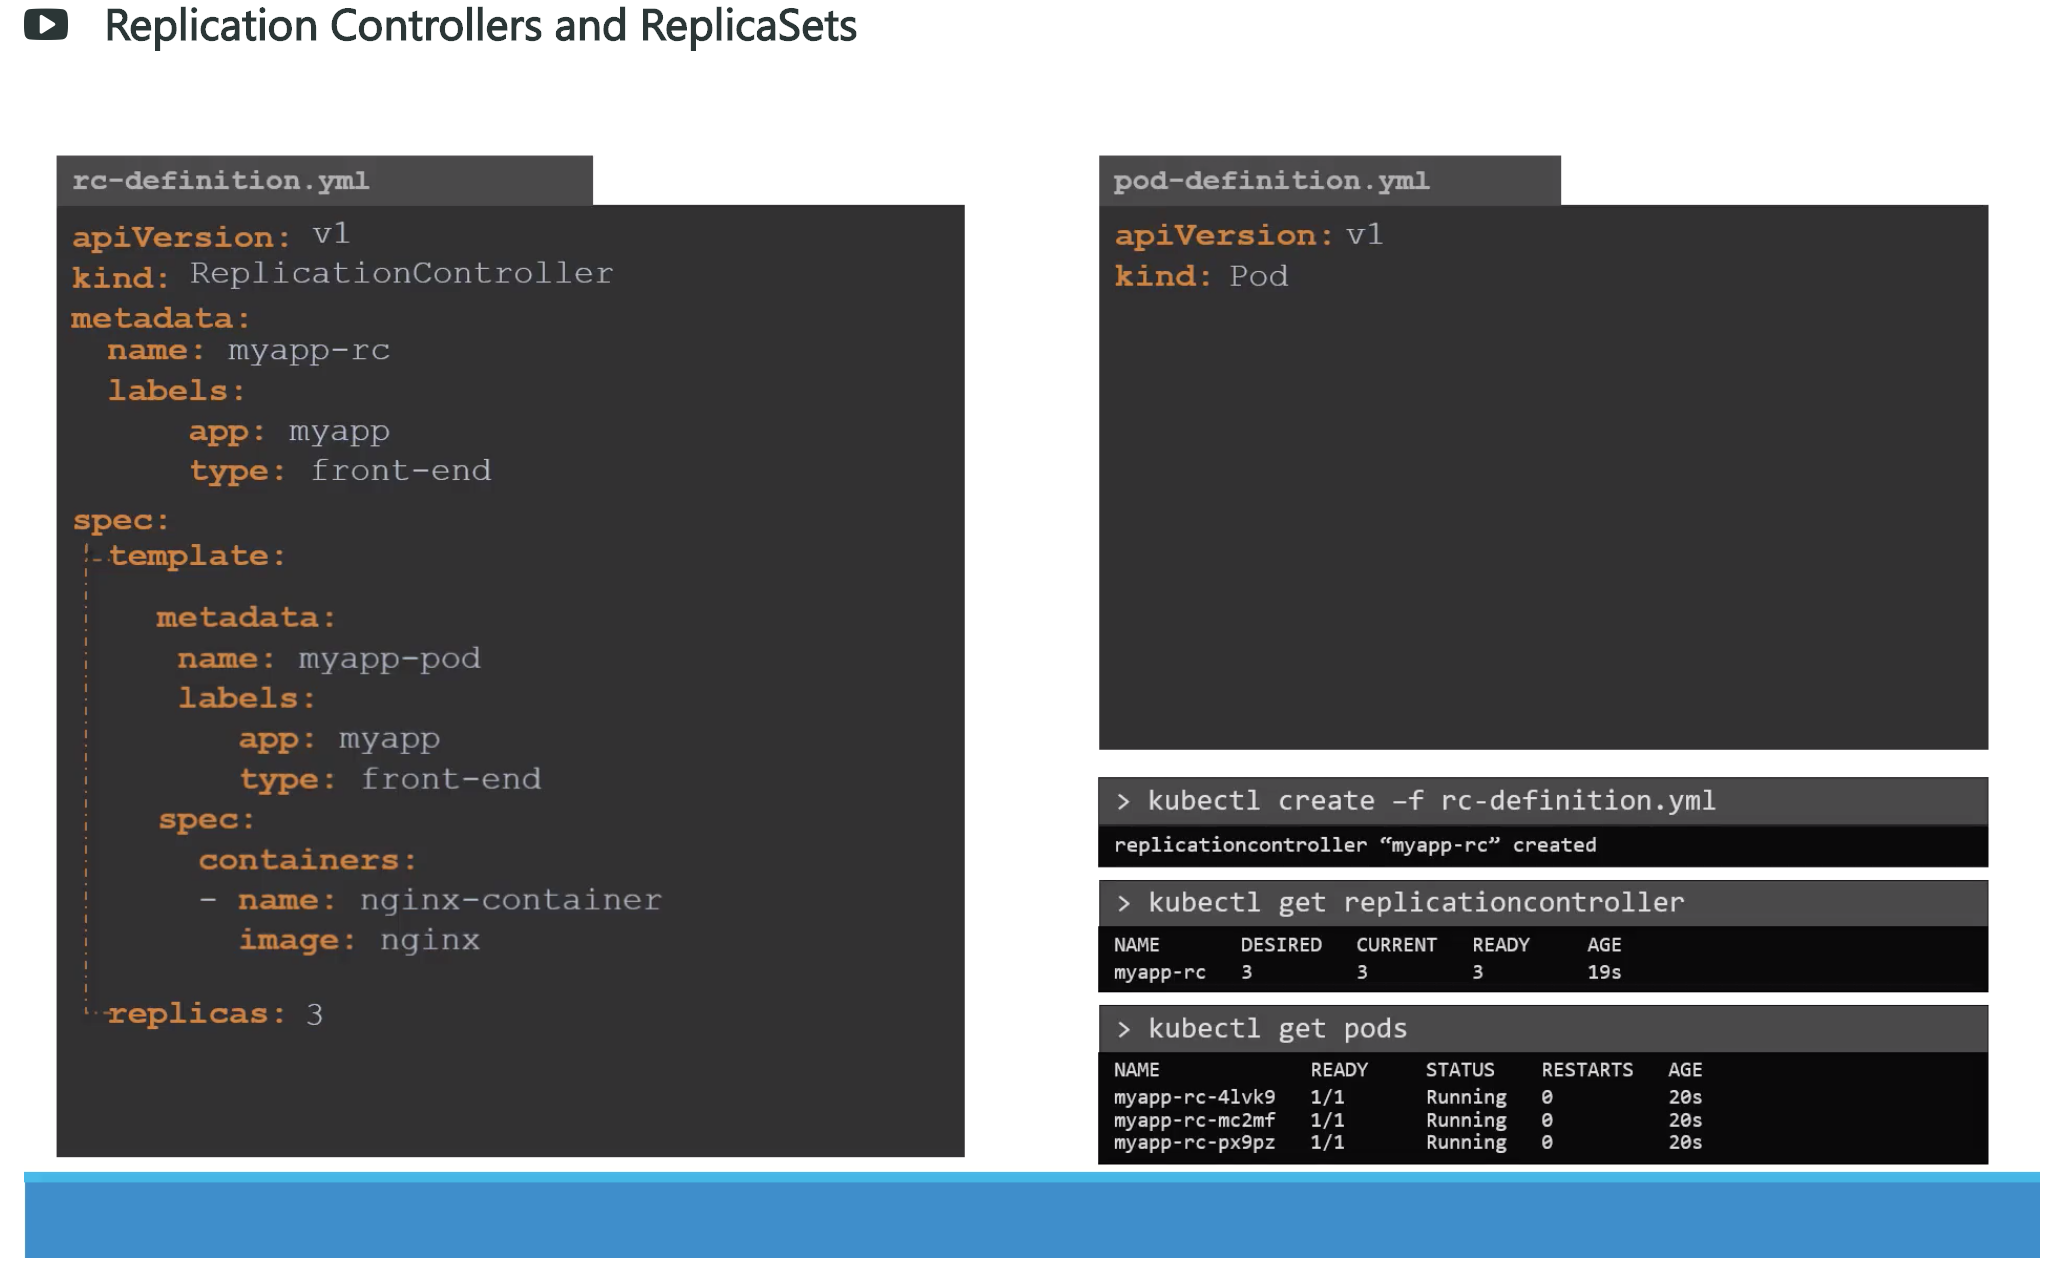 Replication Controllers and ReplicaSets
rc-definition.yml
apiVersion: v1
kind: ReplicationController
metadata:
name: myapp-rc
labels:
app: myapp
type: front-end
spec:
template:
metadata:
name: myapp-pod
labels:
app: myapp
type: front-end
spec:
containers:
- name: nginx-container
image: nginx
replicas: 3
pod-definition.yml
apiVersion: v1
kind: Pod
> kubectl create –f rc-definition.yml
replicationcontroller “myapp-rc” created
> kubectl get replicationcontroller
NAME DESIRED CURRENT READY AGE
myapp-rc 3 3 3 19s
> kubectl get pods
NAME READY STATUS RESTARTS AGE
myapp-rc-4lvk9 1/1 Running 0 20s
myapp-rc-mc2mf 1/1 Running 0 20s
myapp-rc-px9pz 1/1 Running 0 20s